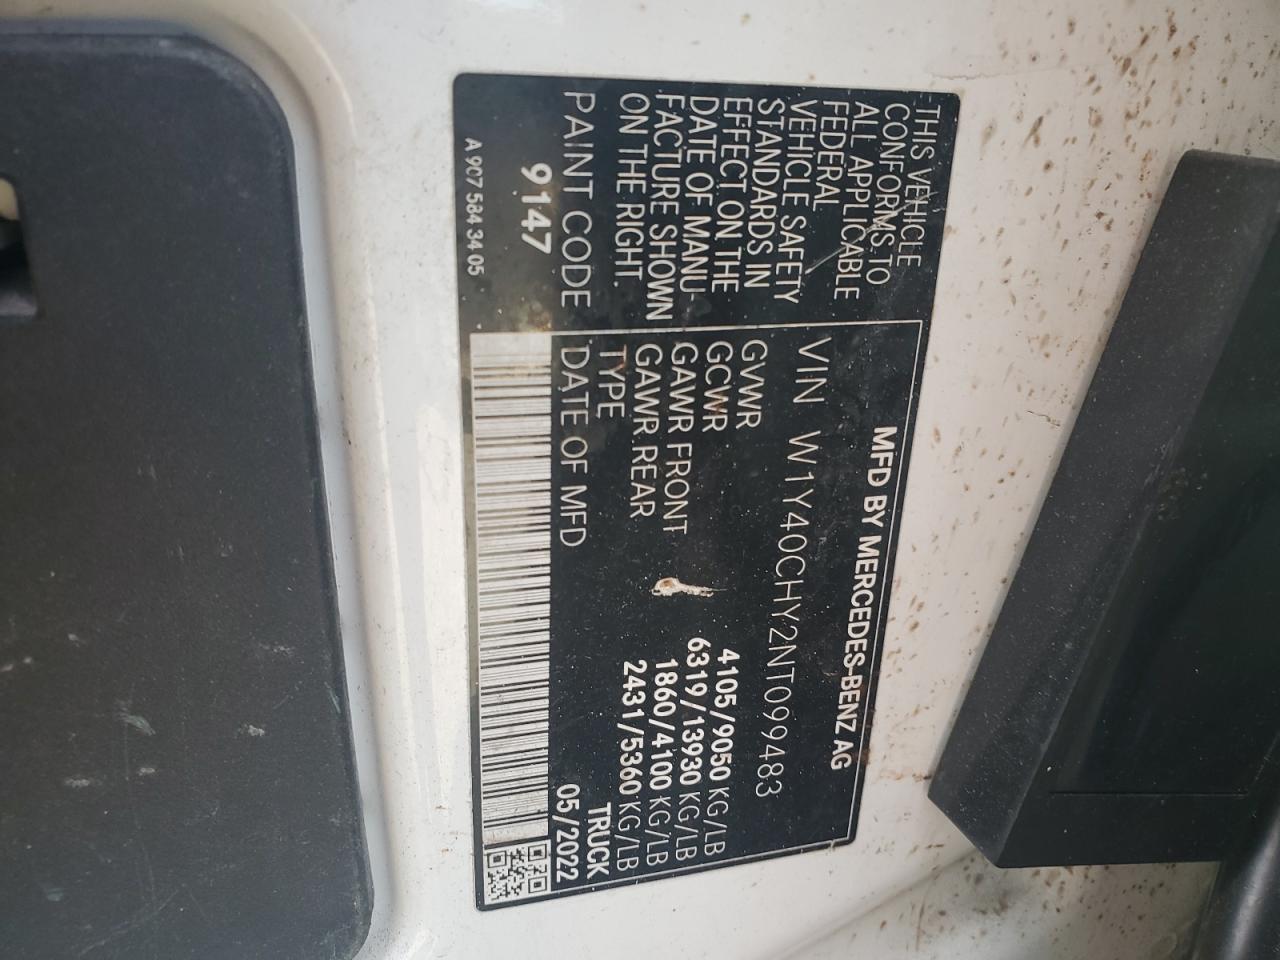 THIS VEHICLE
CONFORMS TO
ALL APPLICABLE
FEDERAL
VEHICLE SAFETY
STANDARDS IN
EFFECT ON THE
DATE OF MANU-
FACTURE SHOWN
ON THE RIGHT.
PAINT CODE
9147
A 907 584 34 05
MFD BY MERCEDES-BENZ AG
VIN W1Y40CHY2NT099483
GVWR 4105/9050 KG/LB
GCWR 6319/13930 KG/LB
GAWR FRONT 1860/4100 KG/LB
GAWR REAR 2431/5360 KG/LB
TYPE TRUCK
DATE OF MFD 05/2022